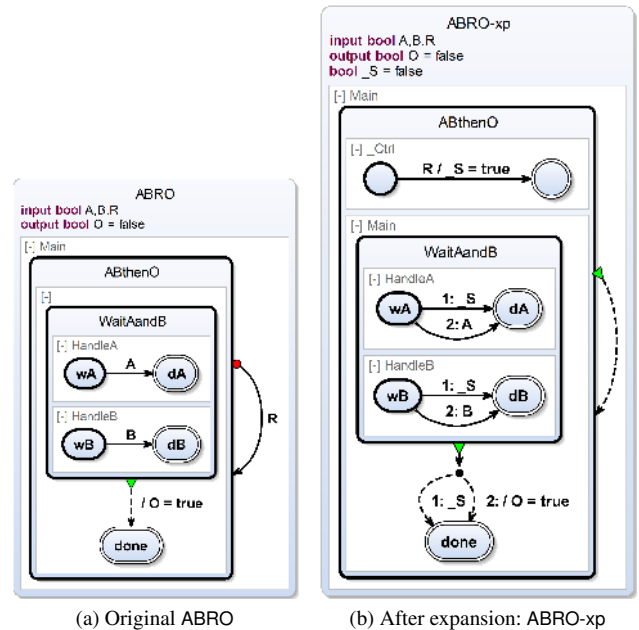 ABRO
input bool A,B.R
output bool O = false
[-] Main
ABthenO
[-]
WaitAandB
[-] HandleA
wA
A
dA
[-] HandleB
wB
B
dB
R
/ O = true
done
(a) Original ABRO
ABRO-xp
input bool A,B.R
output bool O = false
bool _S = false
[-] Main
ABthenO
[-] _Ctrl
R / _S = true
[-] Main
WaitAandB
[-] HandleA
wA
1: _S
2: A
dA
[-] HandleB
wB
1: _S
2: B
dB
1: _S
2: / O = true
done
(b) After expansion: ABRO-xp